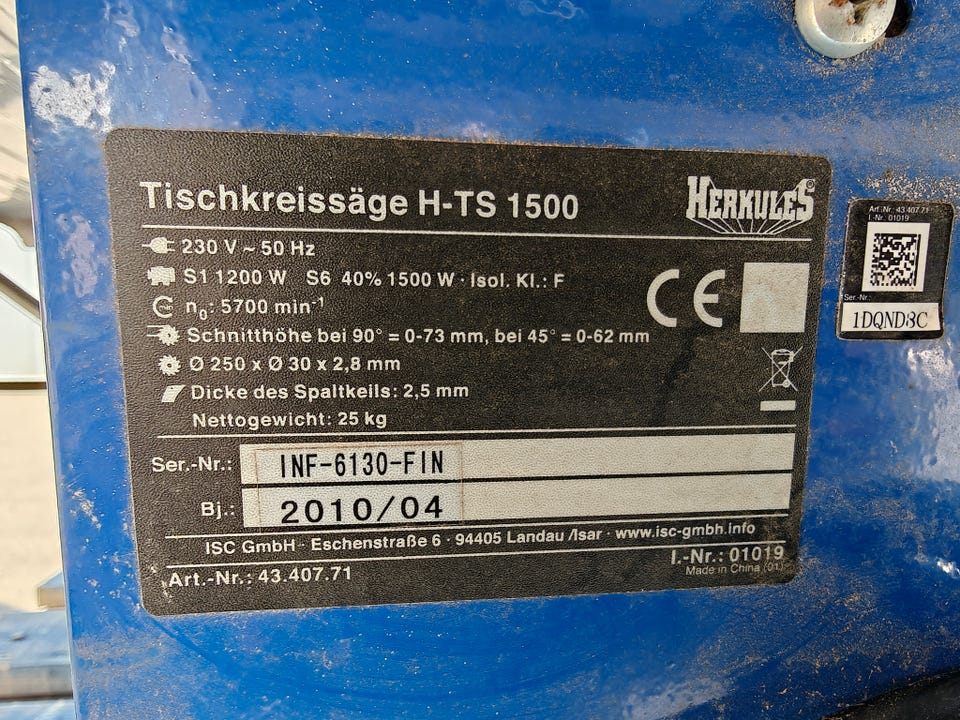 Tischkreissäge H-TS 1500
HERKULES®
230 V ~ 50 Hz
S1 1200 W S6 40% 1500 W · Isol. Kl.: F
n₀: 5700 min⁻¹
Schnitthöhe bei 90° = 0-73 mm, bei 45° = 0-62 mm
Ø 250 x Ø 30 x 2,8 mm
Dicke des Spaltkeils: 2,5 mm
Nettogewicht: 25 kg
CE
Ser.-Nr.: INF-6130-FIN
Bj.: 2010/04
ISC GmbH · Eschenstraße 6 · 94405 Landau /Isar · www.isc-gmbh.info
Art.-Nr.: 43.407.71
I.-Nr.: 01019
Made in China (01)
Art.-Nr.: 43.407.71
I.-Nr.: 01019
Ser.-Nr.:
1DQND3C